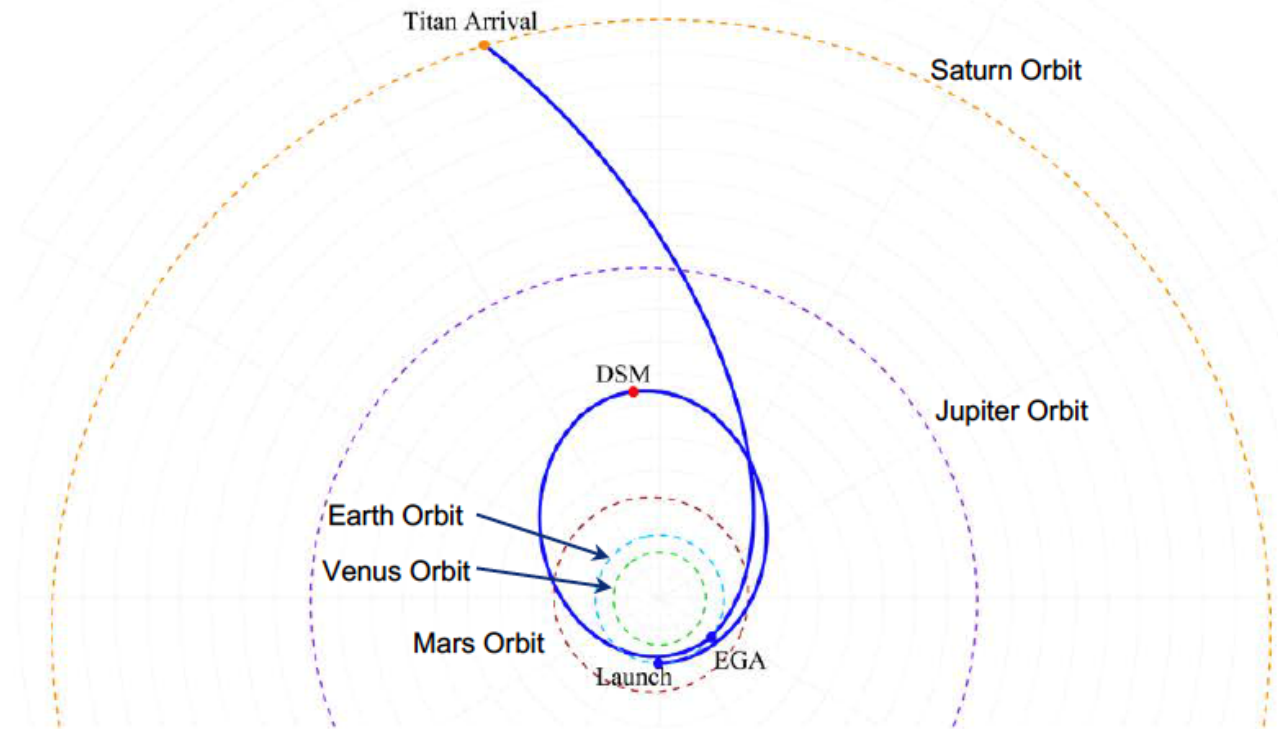 Titan Arrival
Saturn Orbit
DSM
Jupiter Orbit
Earth Orbit
Venus Orbit
Mars Orbit
EGA
Launch